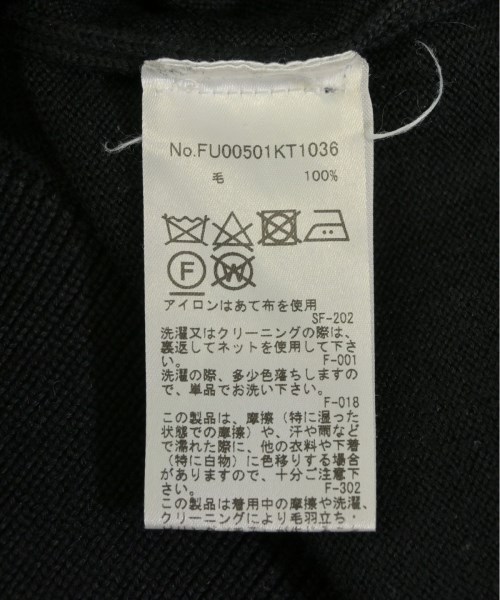 No.FU00501KT1036
毛 100%
F W
アイロンはあて布を使用
SF-202
洗濯又はクリーニングの際は、
裏返してネットを使用して下さ
い。 F-001
洗濯の際、多少色落ちしますの
で、単品でお洗い下さい。
F-018
この製品は、摩擦(特に湿った
状態での摩擦)や、汗や雨など
で濡れた際に、他の衣料や下着
(特に白物)に色移りする場合
がありますので、十分ご注意下
さい。 F-302
この製品は着用中の摩擦や洗濯、
クリーニングにより毛羽立ち・